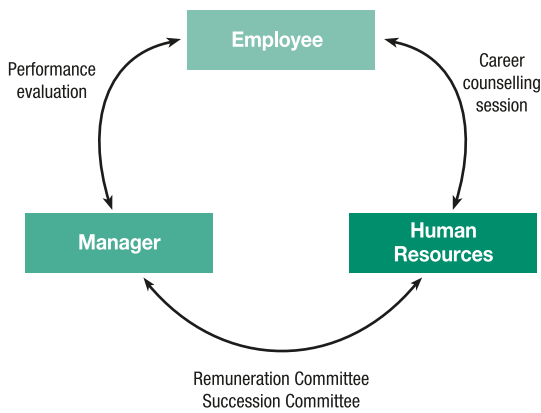 Employee
Performance
evaluation
Career
counselling
session
Manager
Human
Resources
Remuneration Committee
Succession Committee